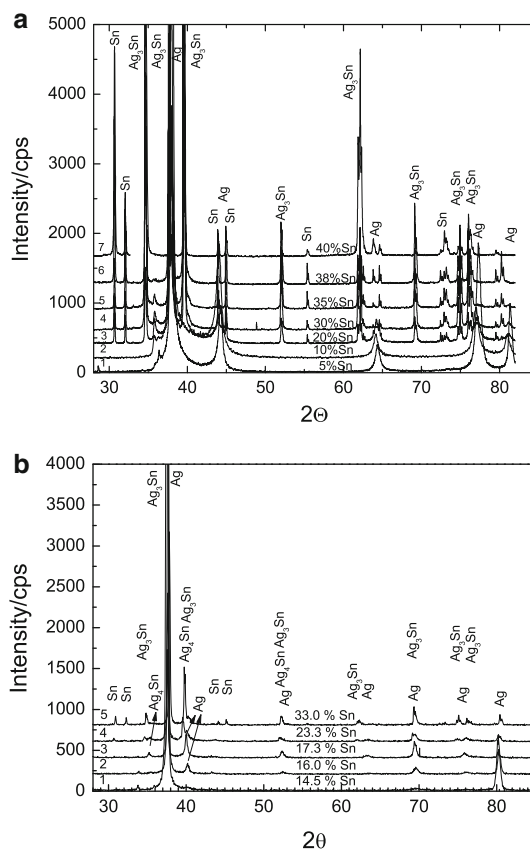 a
Intensity/cps
5000
4000
3000
2000
1000
0
Sn
Sn
Ag3Sn
Ag3Sn
Ag
Ag3Sn
Sn
Ag
Sn
Ag3Sn
Sn
Ag3Sn
Ag
Ag3Sn
Sn
Ag3Sn
Ag3Sn
Ag
Ag
7
40%Sn
6
38%Sn
5
35%Sn
4
30%Sn
3
20%Sn
2
10%Sn
1
5%Sn
30 40 50 60 70 80
2Θ
b
Intensity/cps
4000
3500
3000
2500
2000
1500
1000
500
0
Sn
Sn
Ag3Sn
Ag4Sn
Ag3Sn
Ag
Ag4Sn
Ag3Sn
Ag
Sn
Sn
Ag4Sn
Ag3Sn
Ag
Ag3Sn
Ag
Ag3Sn
Ag
Ag3Sn
Ag3Sn
Ag
Ag
5
33.0 % Sn
4
23.3 % Sn
3
17.3 % Sn
2
16.0 % Sn
1
14.5 % Sn
30 40 50 60 70 80
2θ